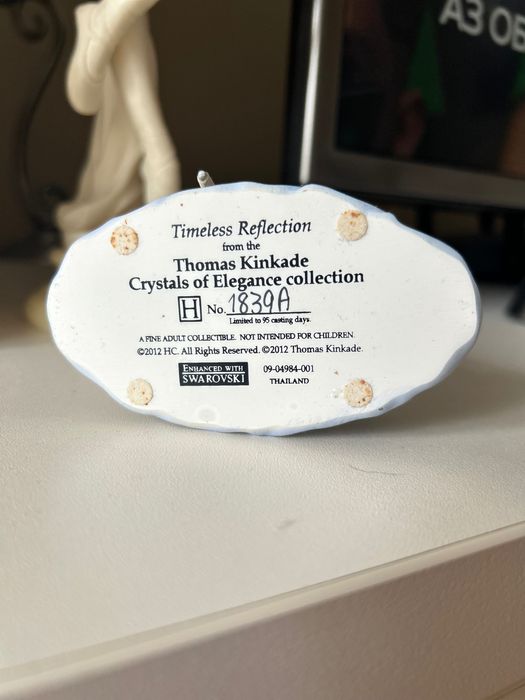 АЗ ОБ
Timeless Reflection
from the
Thomas Kinkade
Crystals of Elegance collection
H No. 1839A
Limited to 95 casting days.
A FINE ADULT COLLECTIBLE. NOT INTENDED FOR CHILDREN.
©2012 HC. All Rights Reserved. ©2012 Thomas Kinkade.
ENHANCED WITH
SWAROVSKI
09-04984-001
THAILAND